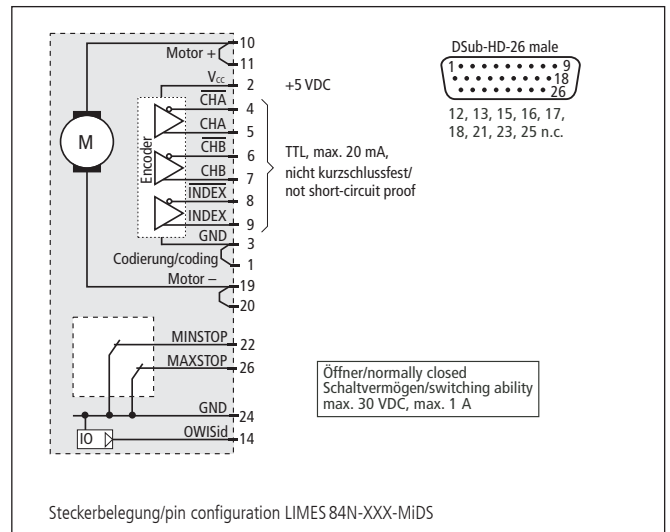 Motor +
10
11
V_CC
2
+5 VDC
C̅H̅A̅
4
CHA
5
C̅H̅B̅
6
CHB
7
I̅N̅D̅E̅X̅
8
INDEX
9
GND
3
Codierung/coding
1
Motor –
19
20
M
Encoder
TTL, max. 20 mA,
nicht kurzschlussfest/
not short-circuit proof
DSub-HD-26 male
1 9
18
26
12, 13, 15, 16, 17,
18, 21, 23, 25 n.c.
MINSTOP
22
MAXSTOP
26
GND
24
OWISid
14
IO
Öffner/normally closed
Schaltvermögen/switching ability
max. 30 VDC, max. 1 A
Steckerbelegung/pin configuration LIMES 84N-XXX-MiDS